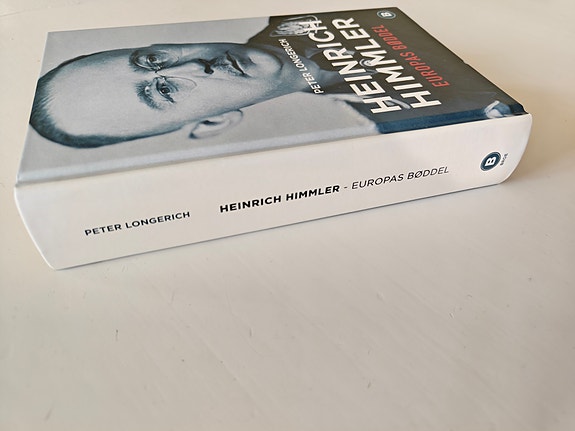 PETER LONGERICH
HEINRICH
HIMMLER
EUROPAS BØDDEL
B
PETER LONGERICH
HEINRICH HIMMLER - EUROPAS BØDDEL
B